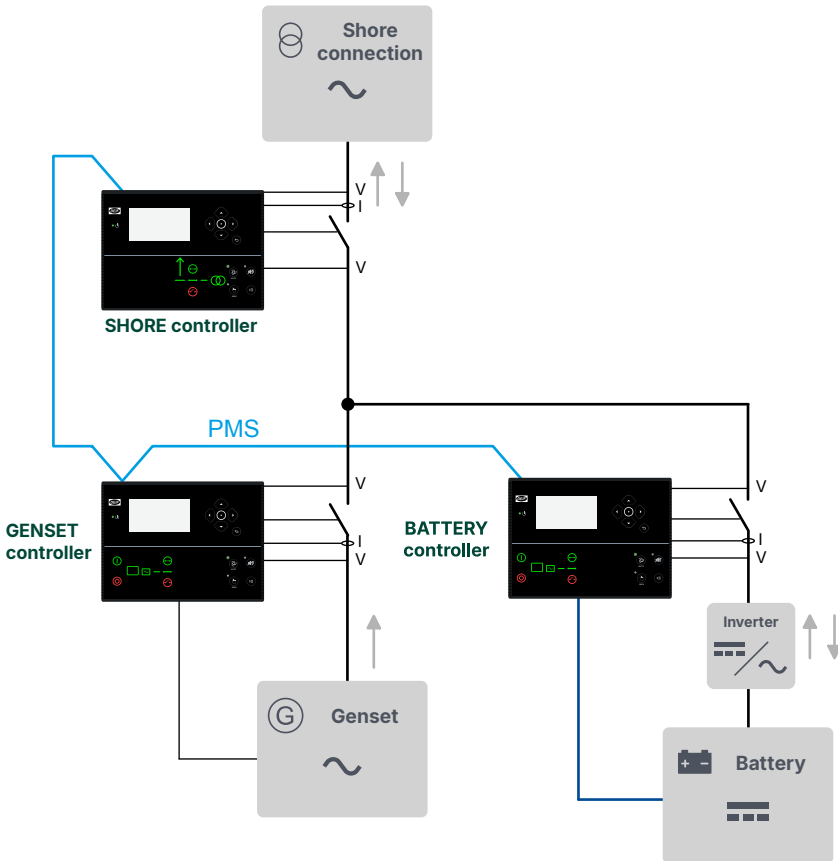 Shore
connection
V
I
V
SHORE controller
PMS
V
I
V
GENSET
controller
V
I
V
BATTERY
controller
Inverter
G Genset
Battery